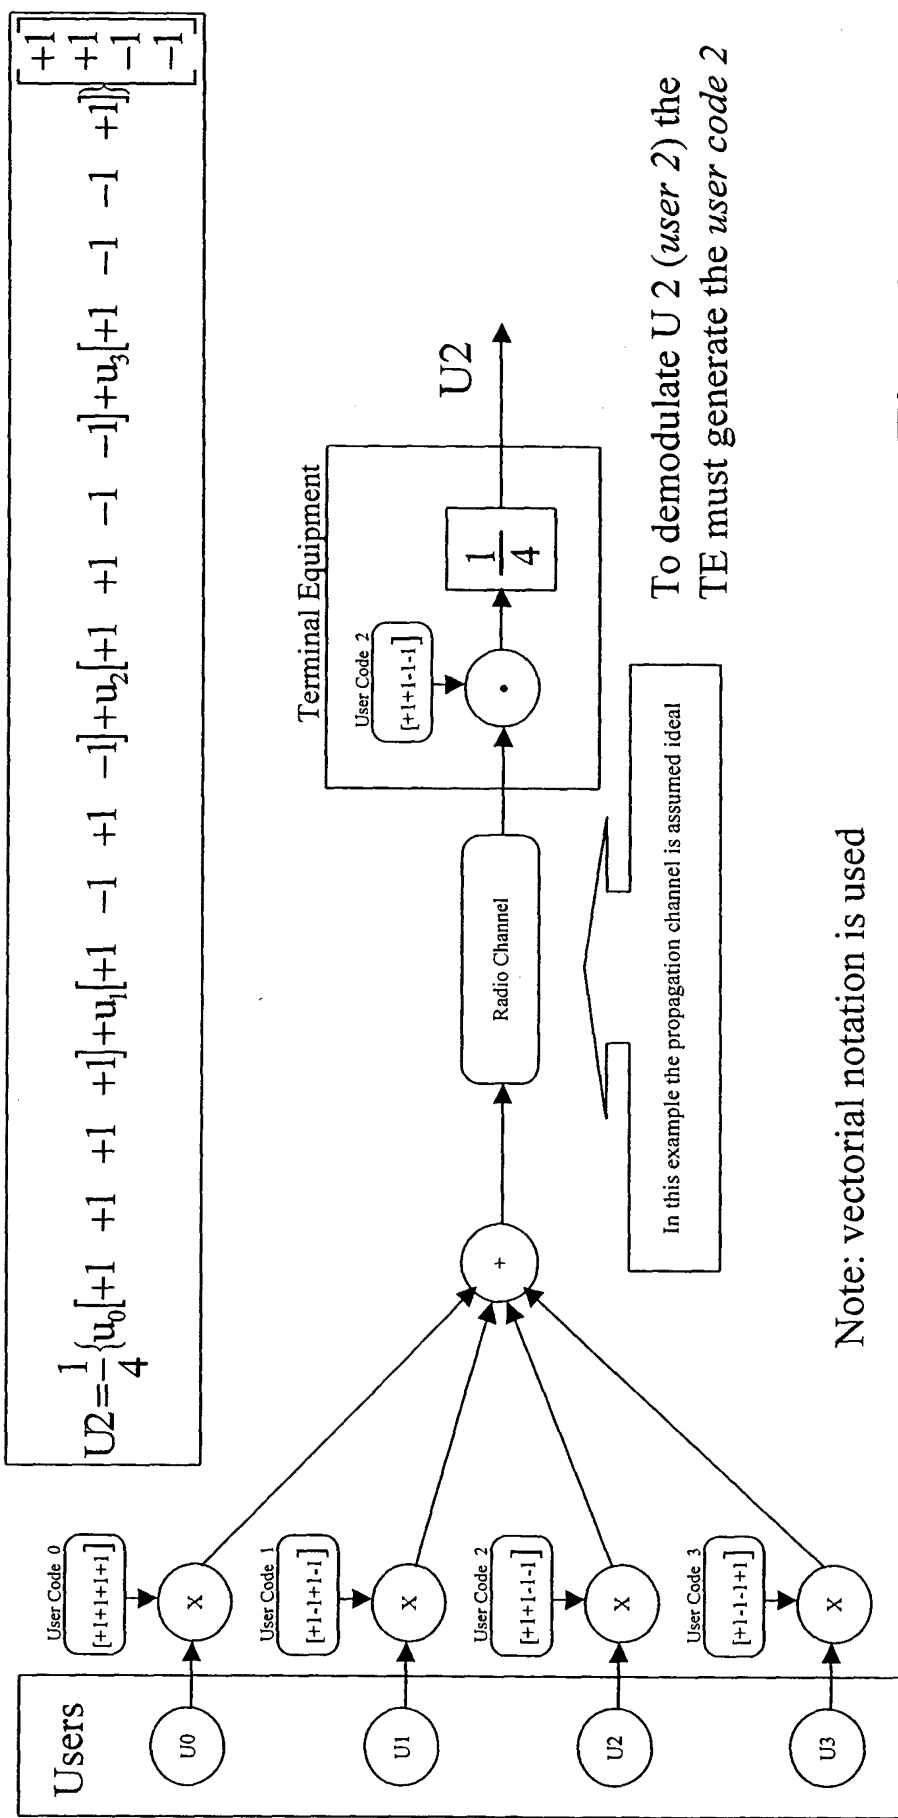 U2=1/4{u0[+1 +1 +1 +1]+u1[+1 -1 +1 -1]+u2[+1 +1 -1 -1]+u3[+1 -1 -1 +1]}[+1 +1 -1 -1]
Users
U0
User Code 0
[+1+1+1+1]
X
U1
User Code 1
[+1-1+1-1]
X
U2
User Code 2
[+1+1-1-1]
X
U3
User Code 3
[+1-1-1+1]
X
+
Radio Channel
Terminal Equipment
User Code 2
[+1+1-1-1]
1
4
U2
In this example the propagation channel is assumed ideal
To demodulate U 2 (user 2) the
TE must generate the user code 2
Note: vectorial notation is used